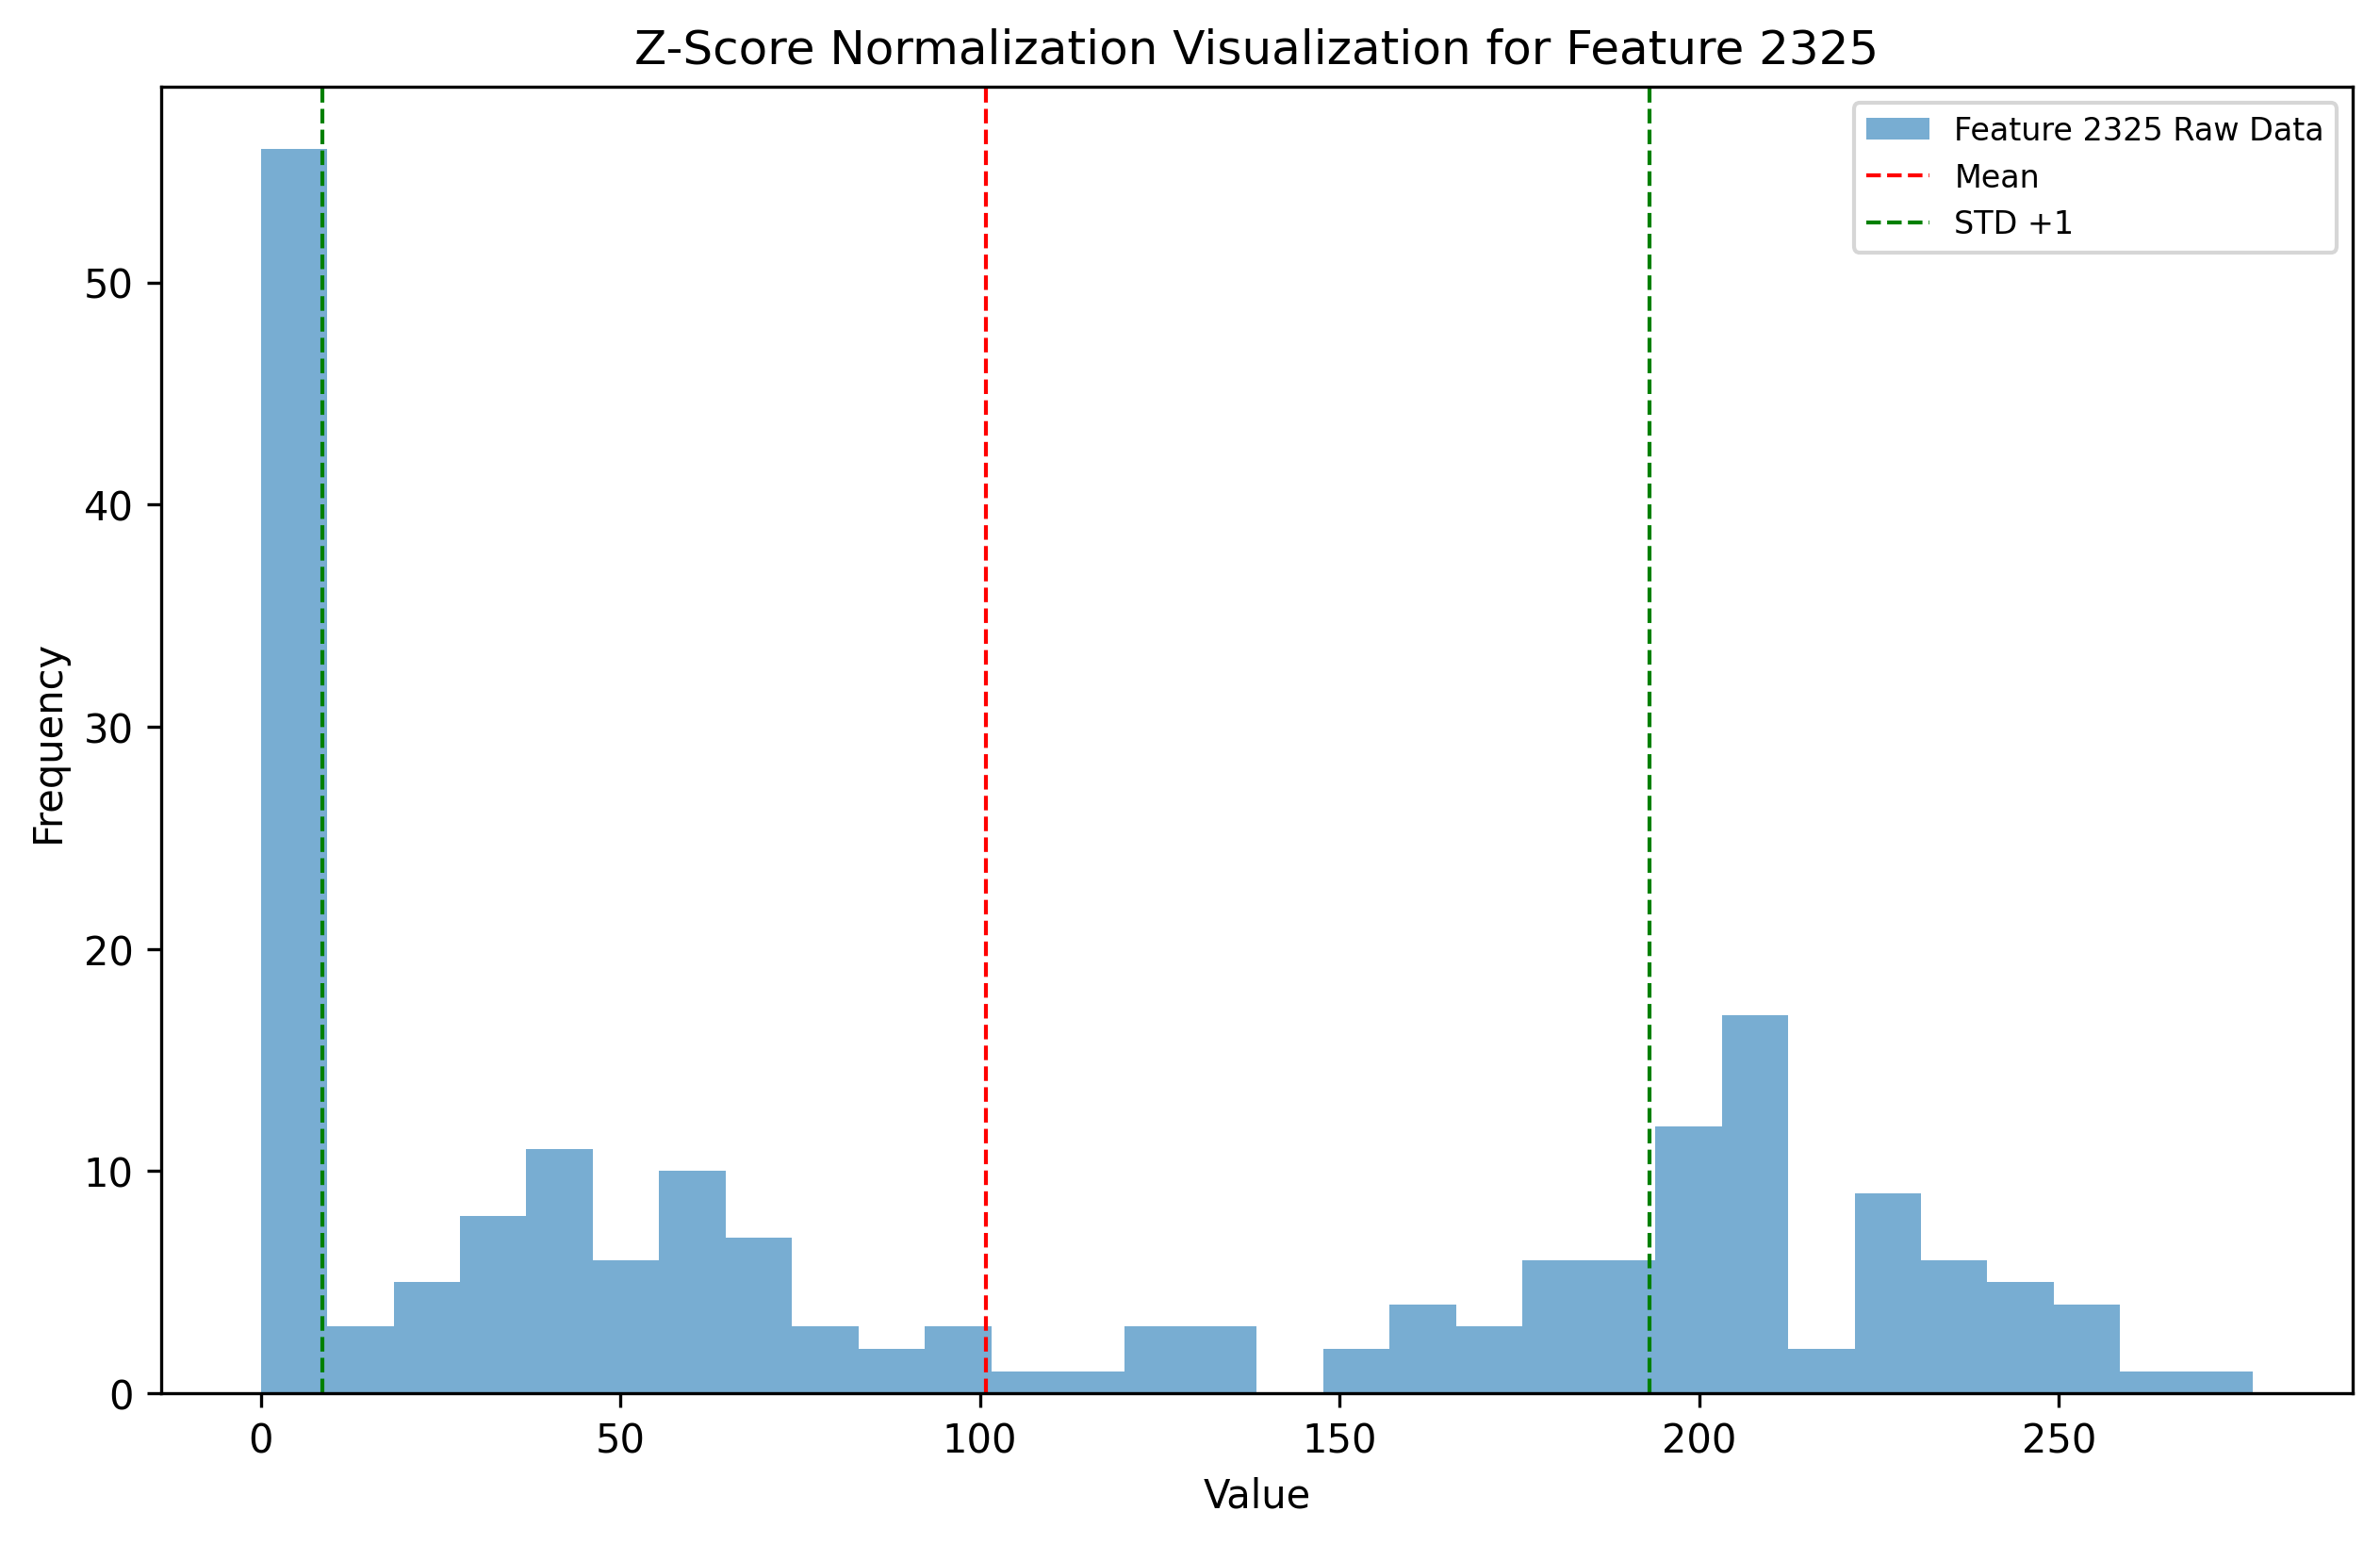 Z-Score Normalization Visualization for Feature 2325
Feature 2325 Raw Data
Mean
STD +1
50
40
30
20
10
0
Frequency
0 50 100 150 200 250
Value